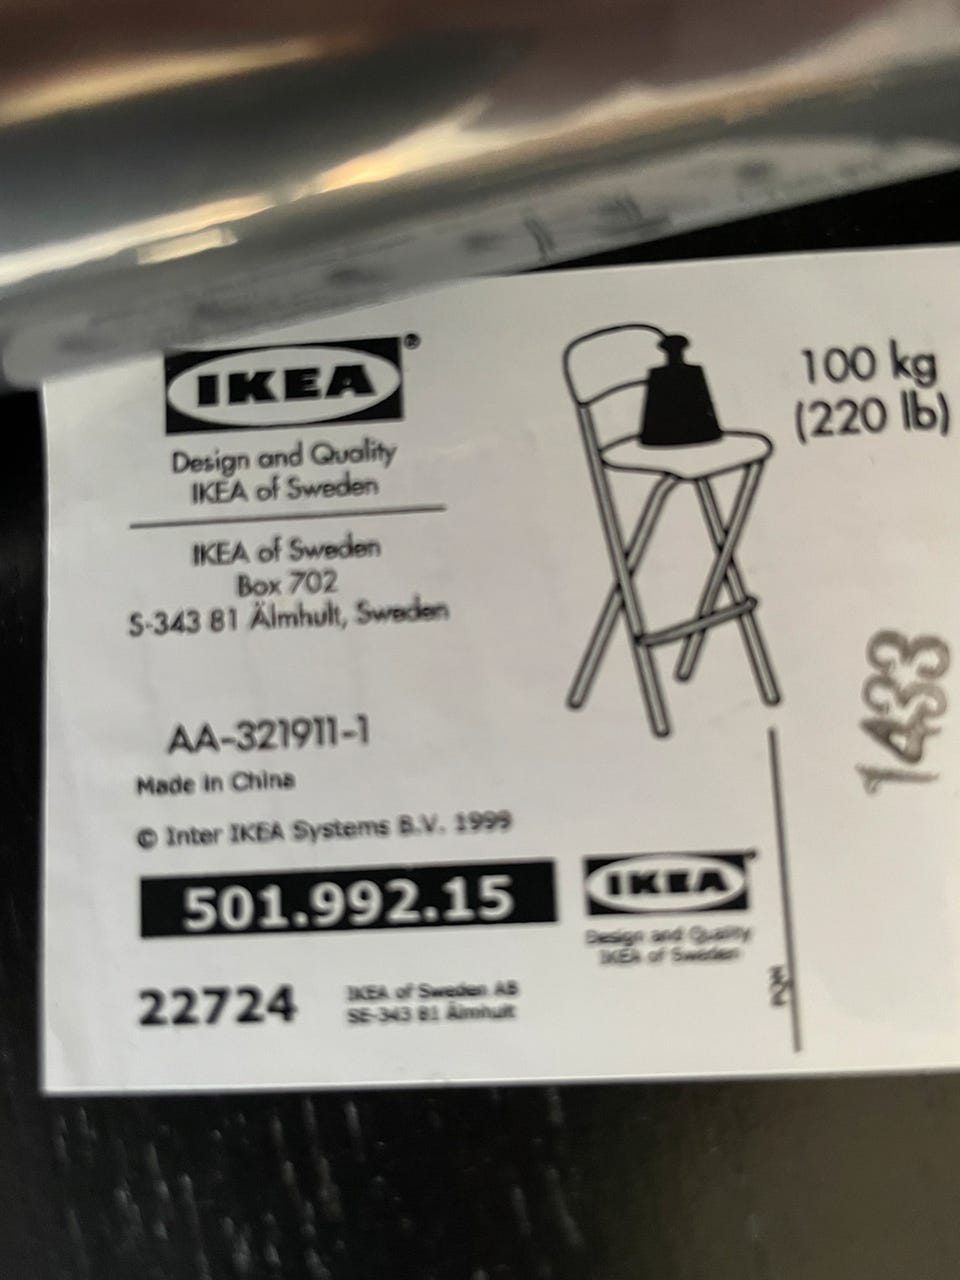 IKEA®
Design and Quality
IKEA of Sweden
IKEA of Sweden
Box 702
S-343 81 Älmhult, Sweden
100 kg
(220 lb)
1433
AA-321911-1
Made in China
© Inter IKEA Systems B.V. 1999
501.992.15
IKEA®
Design and Quality
IKEA of Sweden
22724
IKEA of Sweden AB
SE-343 81 Älmhult